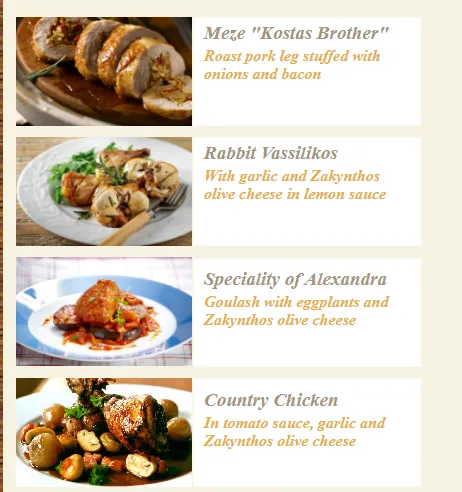 Meze "Kostas Brother"
Roast pork leg stuffed with
onions and bacon
Rabbit Vassilikos
With garlic and Zakynthos
olive cheese in lemon sauce
Speciality of Alexandra
Goulash with eggplants and
Zakynthos olive cheese
Country Chicken
In tomato sauce, garlic and
Zakynthos olive cheese